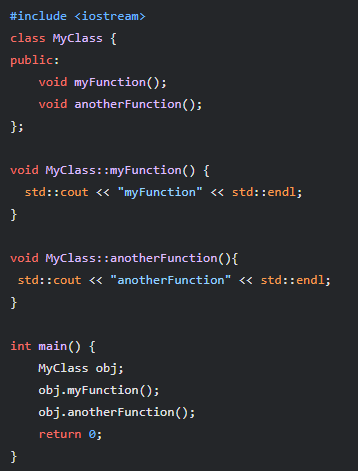 #include <iostream>
class MyClass {
public:
    void myFunction();
    void anotherFunction();
};

void MyClass::myFunction() {
  std::cout << "myFunction" << std::endl;
}

void MyClass::anotherFunction(){
 std::cout << "anotherFunction" << std::endl;
}

int main() {
    MyClass obj;
    obj.myFunction();
    obj.anotherFunction();
    return 0;
}